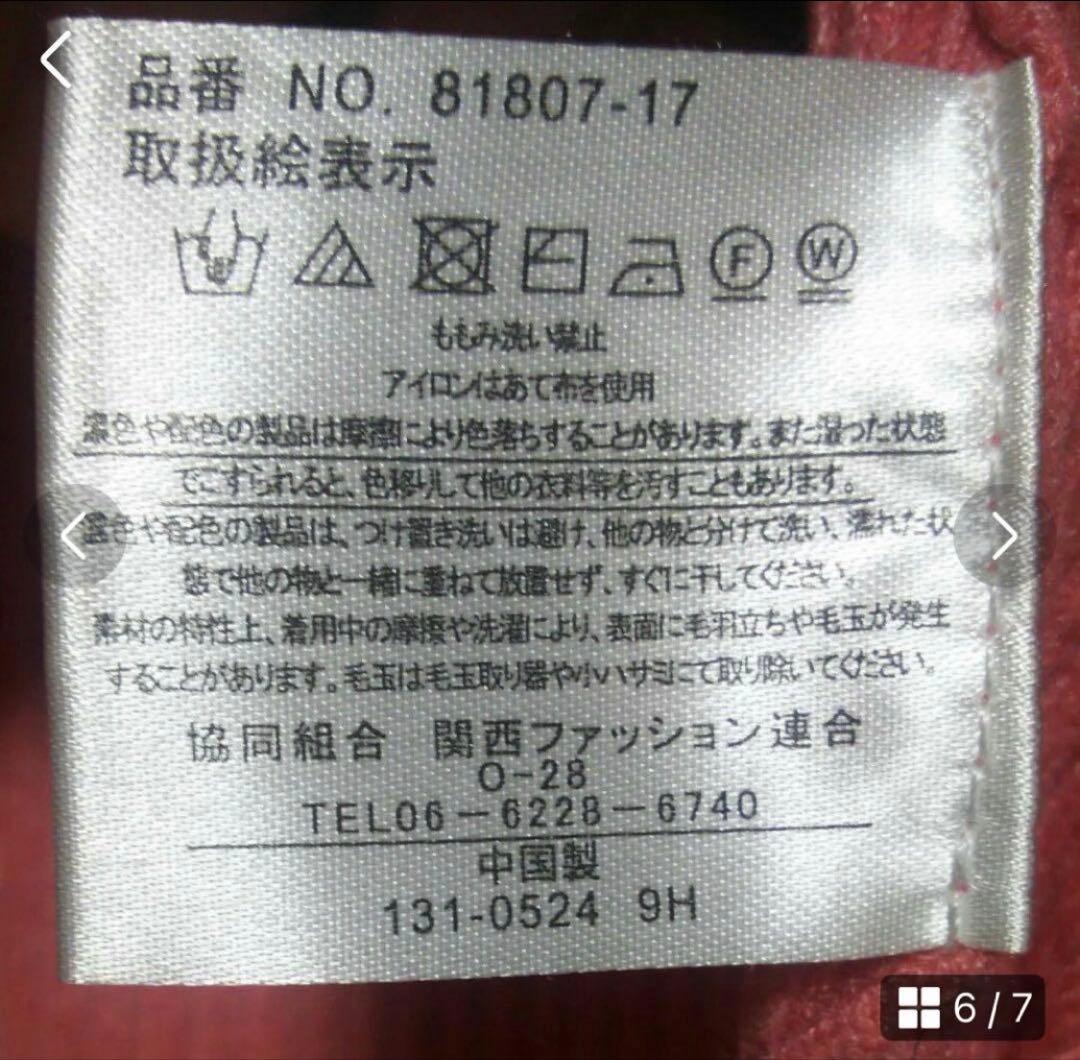 品番 NO. 81807-17
取扱絵表示
F W
ももみ洗い禁止
アイロンはあて布を使用
濃色や配色の製品は摩擦により色落ちすることがあります。また湿った状態
でこすられると、色移りして他の衣料等を汚すこともあります。
濃色や配色の製品は、つけ置き洗いは避け、他の物と分けて洗い、濡れた状
態で他の物と一緒に重ねて放置せず、すぐに干してください。
素材の特性上、着用中の摩擦や洗濯により、表面に毛羽立ちや毛玉が発生
することがあります。毛玉は毛玉取り器や小ハサミにて取り除いてください。
協同組合 関西ファッション連合
O-28
TEL06-6228-6740
中国製
131-0524 9H
6/7